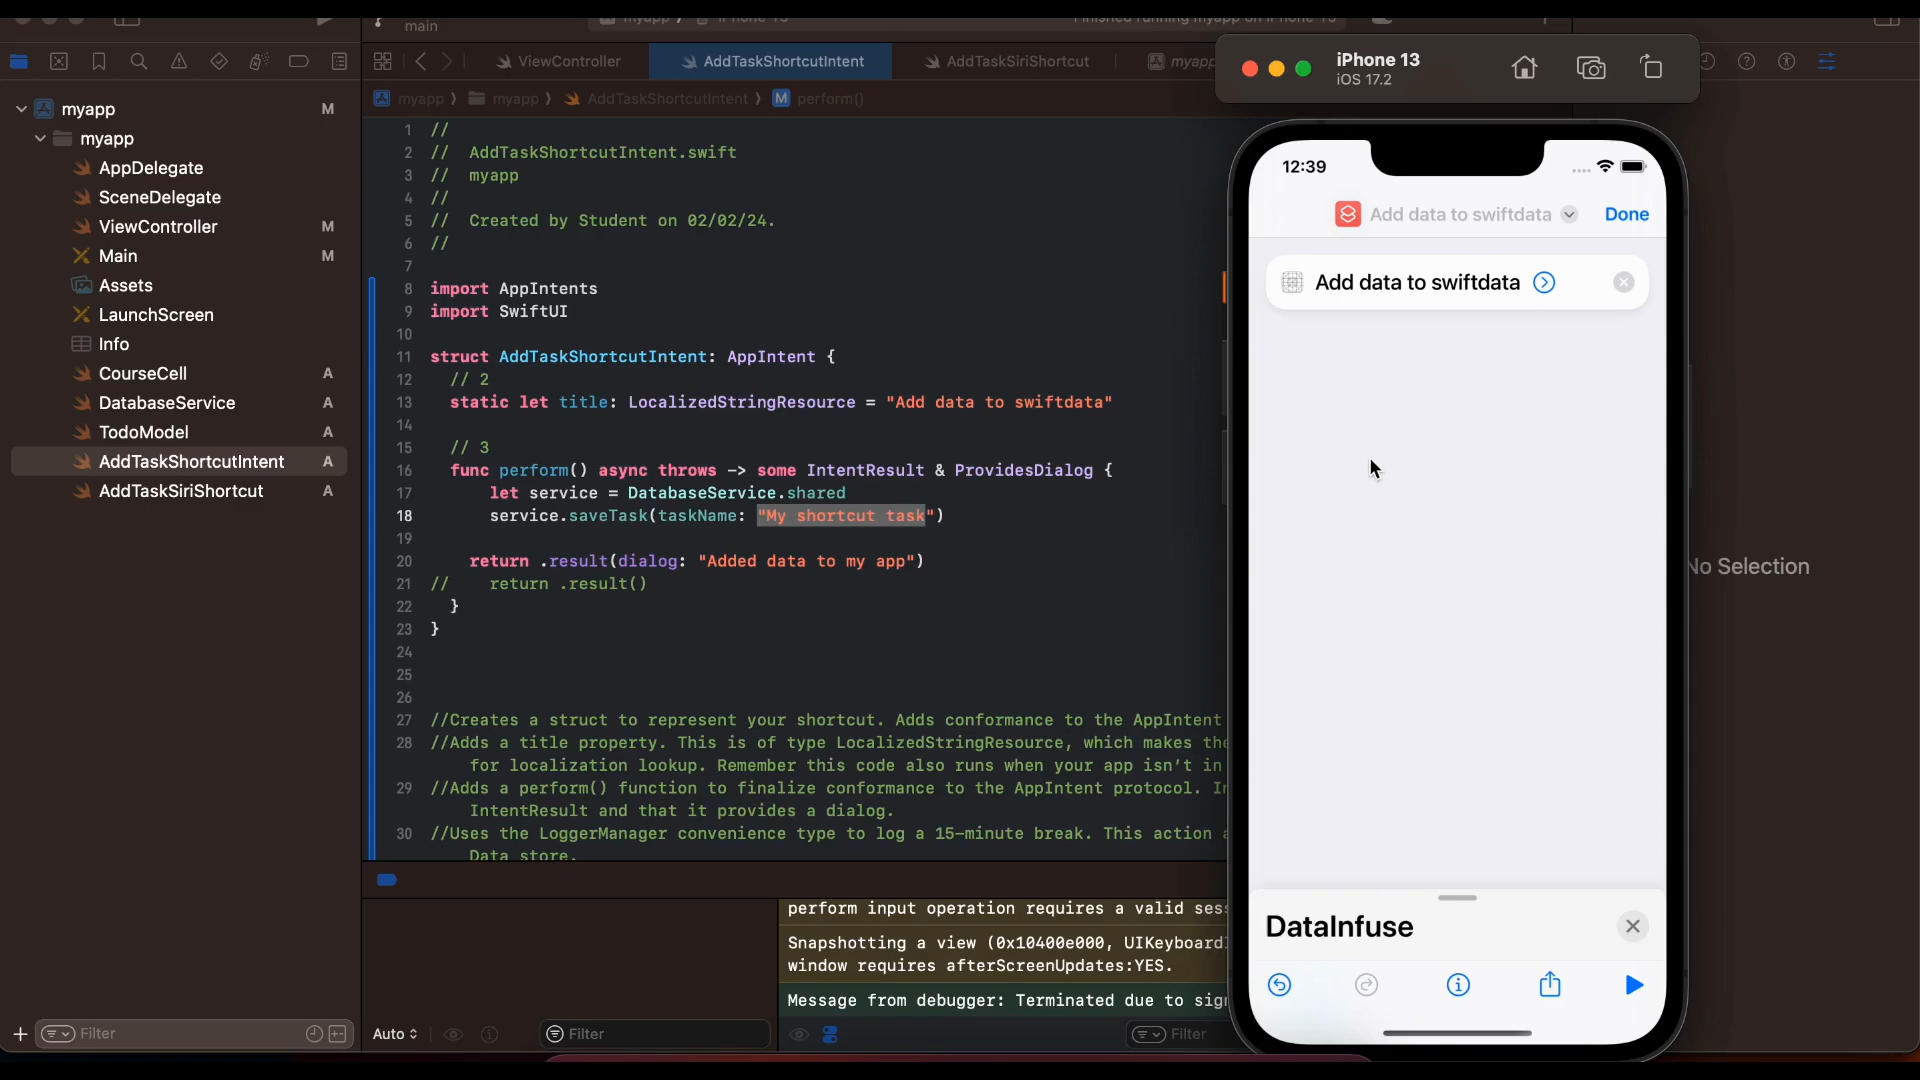 main
myapp
iPhone 13
Finished running myapp on iPhone 13
ViewController
AddTaskShortcutIntent
AddTaskSiriShortcut
myapp
myapp
myapp
AddTaskShortcutIntent
M
perform()
myapp
M
myapp
AppDelegate
SceneDelegate
ViewController
M
Main
M
Assets
LaunchScreen
Info
CourseCell
A
DatabaseService
A
TodoModel
A
AddTaskShortcutIntent
A
AddTaskSiriShortcut
A
Filter
1 //
2 //  AddTaskShortcutIntent.swift
3 //  myapp
4 //
5 //  Created by Student on 02/02/24.
6 //
7
8 import AppIntents
9 import SwiftUI
10
11 struct AddTaskShortcutIntent: AppIntent {
12 // 2
13 static let title: LocalizedStringResource = "Add data to swiftdata"
14
15 // 3
16 func perform() async throws -> some IntentResult & ProvidesDialog {
17 let service = DatabaseService.shared
18 service.saveTask(taskName: "My shortcut task")
19
20 return .result(dialog: "Added data to my app")
21 //    return .result()
22 }
23 }
24
25
26
27 //Creates a struct to represent your shortcut. Adds conformance to the AppIntent
28 //Adds a title property. This is of type LocalizedStringResource, which makes the
for localization lookup. Remember this code also runs when your app isn't in
29 //Adds a perform() function to finalize conformance to the AppIntent protocol.
IntentResult and that it provides a dialog.
30 //Uses the LoggerManager convenience type to log a 15-minute break. This action
Data store.
perform input operation requires a valid
Snapshotting a view (0x10400e000,
window requires afterScreenUpdates:YES.
Message from debugger: Terminated due to
Auto
Filter
Filter
iPhone 13
iOS 17.2
12:39
Add data to swiftdata
Done
Add data to swiftdata
DataInfuse
No Selection